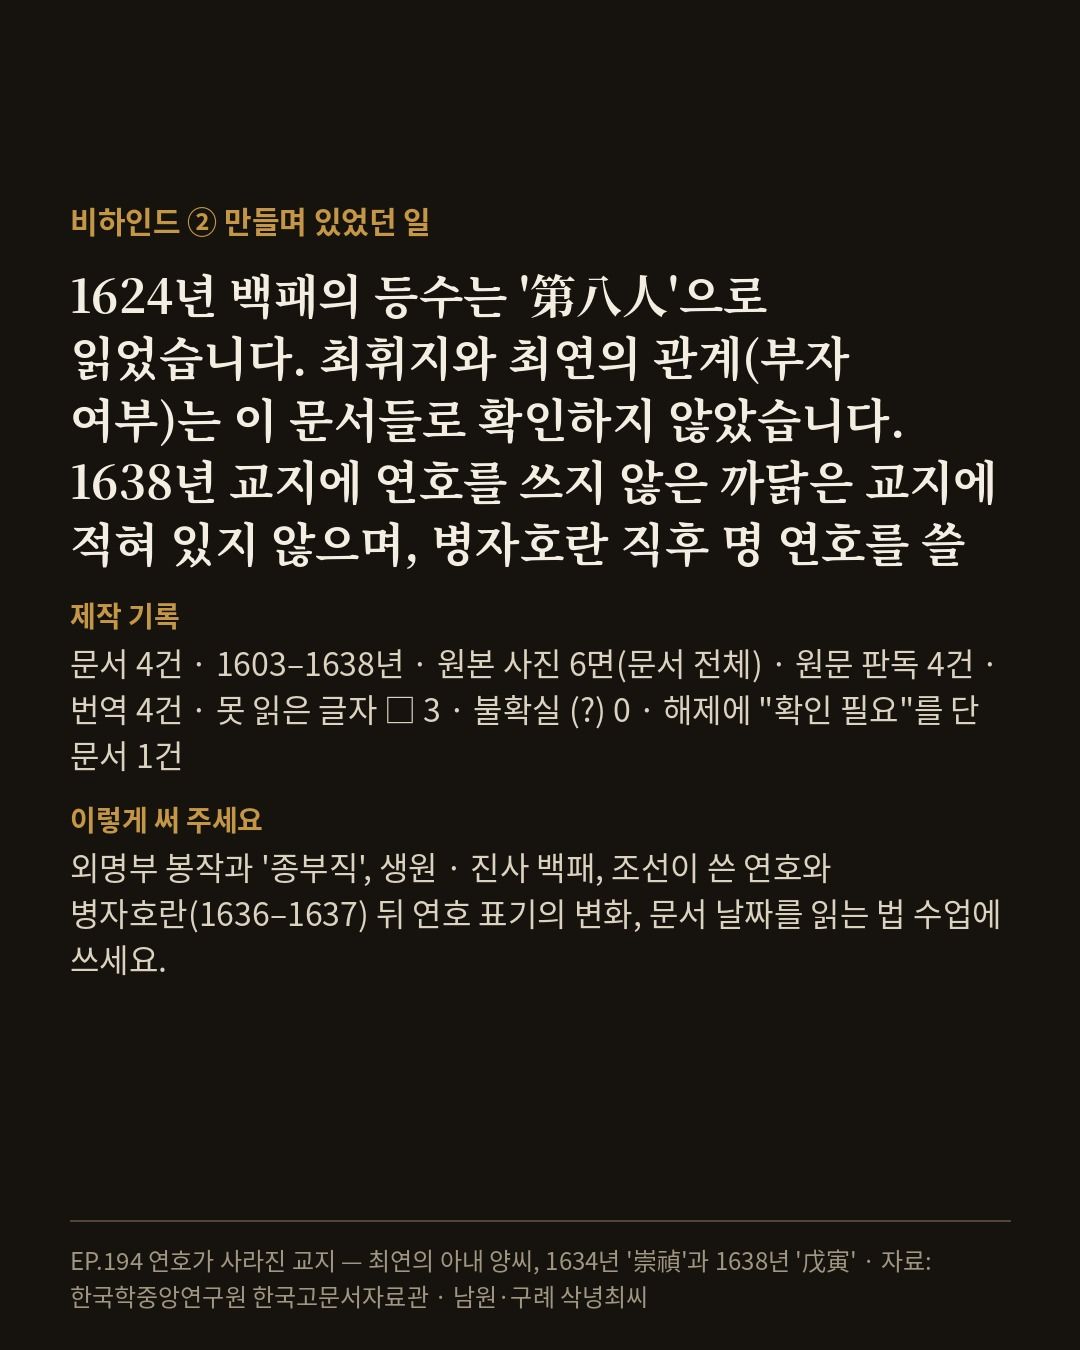 비하인드 ② 만들며 있었던 일
1624년 백패의 등수는 '第八人'으로
읽었습니다. 최휘지와 최연의 관계(부자
여부)는 이 문서들로 확인하지 않았습니다.
1638년 교지에 연호를 쓰지 않은 까닭은 교지에
적혀 있지 않으며, 병자호란 직후 명 연호를 쓸
제작 기록
문서 4건 · 1603–1638년 · 원본 사진 6면(문서 전체) · 원문 판독 4건 ·
번역 4건 · 못 읽은 글자 □ 3 · 불확실 (?) 0 · 해제에 "확인 필요"를 단
문서 1건
이렇게 써 주세요
외명부 봉작과 '종부직', 생원 · 진사 백패, 조선이 쓴 연호와
병자호란(1636–1637) 뒤 연호 표기의 변화, 문서 날짜를 읽는 법 수업에
쓰세요.
EP.194 연호가 사라진 교지 — 최연의 아내 양씨, 1634년 '崇禎'과 1638년 '戊寅' · 자료:
한국학중앙연구원 한국고문서자료관 · 남원·구례 삭녕최씨